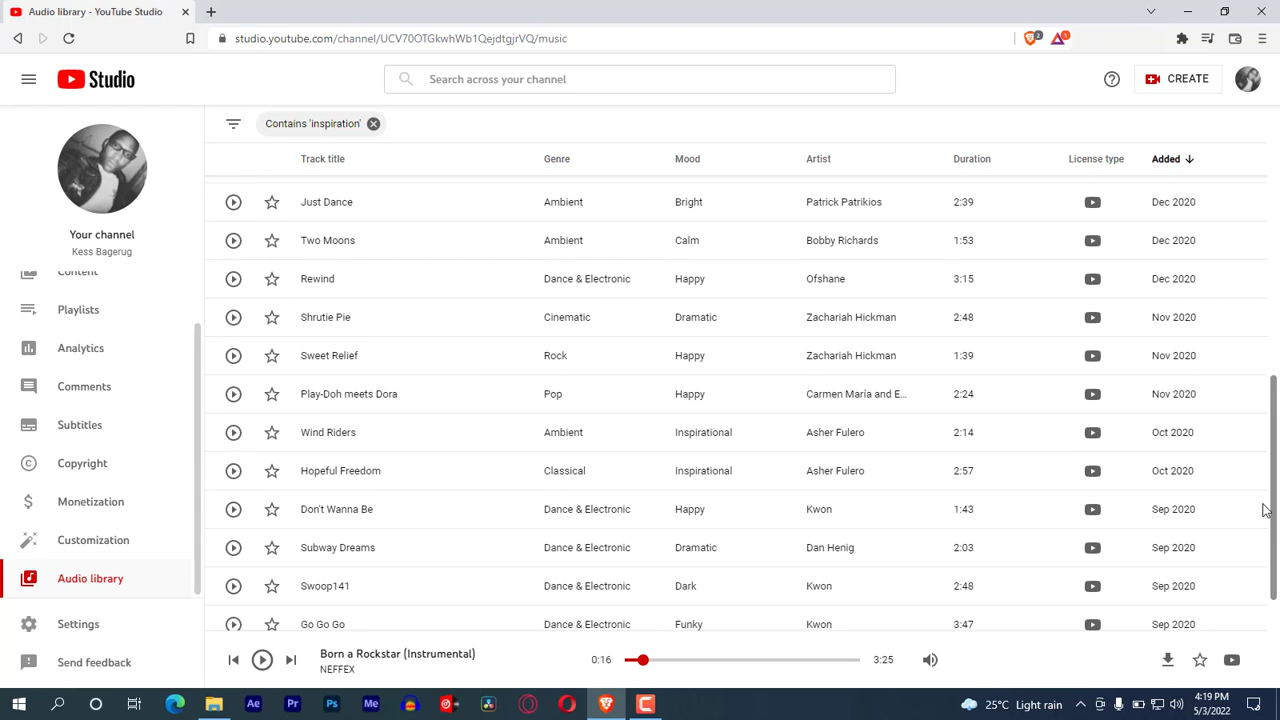 Audio library - YouTube Studio
studio.youtube.com/channel/UCV70OTGkwhWb1QejdtgjrVQ/music
2
1
Studio
Search across your channel
CREATE
Your channel
Kess Bagerug
Content
Playlists
Analytics
Comments
Subtitles
Copyright
Monetization
Customization
Audio library
Settings
Send feedback
Contains 'inspiration'
Track title Genre Mood Artist Duration License type Added
Just Dance Ambient Bright Patrick Patrikios 2:39 Dec 2020
Two Moons Ambient Calm Bobby Richards 1:53 Dec 2020
Rewind Dance & Electronic Happy Ofshane 3:15 Dec 2020
Shrutie Pie Cinematic Dramatic Zachariah Hickman 2:48 Nov 2020
Sweet Relief Rock Happy Zachariah Hickman 1:39 Nov 2020
Play-Doh meets Dora Pop Happy Carmen María and E... 2:24 Nov 2020
Wind Riders Ambient Inspirational Asher Fulero 2:14 Oct 2020
Hopeful Freedom Classical Inspirational Asher Fulero 2:57 Oct 2020
Don't Wanna Be Dance & Electronic Happy Kwon 1:43 Sep 2020
Subway Dreams Dance & Electronic Dramatic Dan Henig 2:03 Sep 2020
Swoop141 Dance & Electronic Dark Kwon 2:48 Sep 2020
Go Go Go Dance & Electronic Funky Kwon 3:47 Sep 2020
Born a Rockstar (Instrumental)
NEFFEX
0:16 3:25
Ae Pr Ps Me
25°C Light rain
4:19 PM
5/3/2022